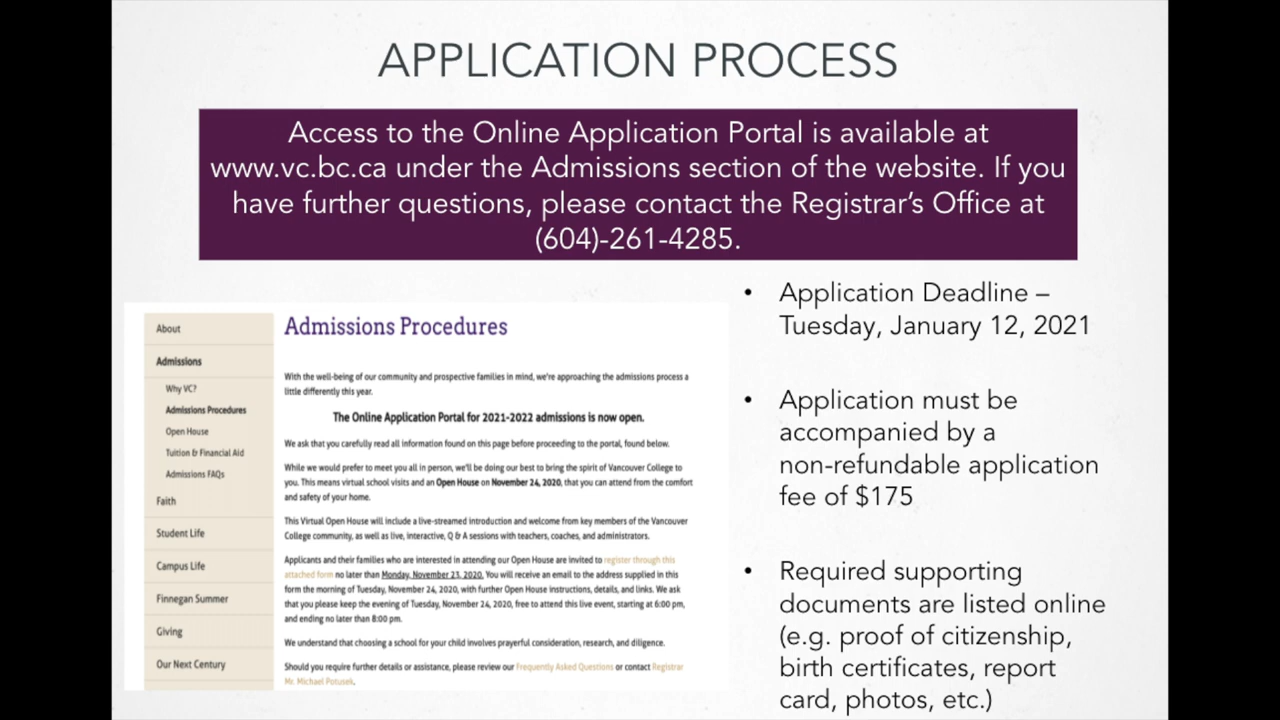 APPLICATION PROCESS
Access to the Online Application Portal is available at
www.vc.bc.ca under the Admissions section of the website. If you
have further questions, please contact the Registrar's Office at
(604)-261-4285.
About
Admissions
Why VC?
Admissions Procedures
Open House
Tuition & Financial Aid
Admissions FAQs
Faith
Student Life
Campus Life
Finnegan Summer
Giving
Our Next Century
Admissions Procedures
With the well-being of our community and prospective families in mind, we're approaching the admissions process a
little differently this year.
The Online Application Portal for 2021-2022 admissions is now open.
We ask that you carefully read all information found on this page before proceeding to the portal, found below.
While we would prefer to meet you all in person, we'll be doing our best to bring the spirit of Vancouver College to
you. This means virtual school visits and an Open House on November 24, 2020, that you can attend from the comfort
and safety of your home.
This Virtual Open House will include a live-streamed introduction and welcome from key members of the Vancouver
College community, as well as live, interactive, Q & A sessions with teachers, coaches, and administrators.
Applicants and their families who are interested in attending our Open House are invited to register through this
attached form no later than Monday, November 23, 2020. You will receive an email to the address supplied in this
form the morning of Tuesday, November 24, 2020, with further Open House instructions, details, and links. We ask
that you please keep the evening of Tuesday, November 24, 2020, free to attend this live event, starting at 6:00 pm,
and ending no later than 8:00 pm.
We understand that choosing a school for your child involves prayerful consideration, research, and diligence.
Should you require further details or assistance, please review our Frequently Asked Questions or contact Registrar
Mr. Michael Potusek.
• Application Deadline –
Tuesday, January 12, 2021
• Application must be
accompanied by a
non-refundable application
fee of $175
• Required supporting
documents are listed online
(e.g. proof of citizenship,
birth certificates, report
card, photos, etc.)